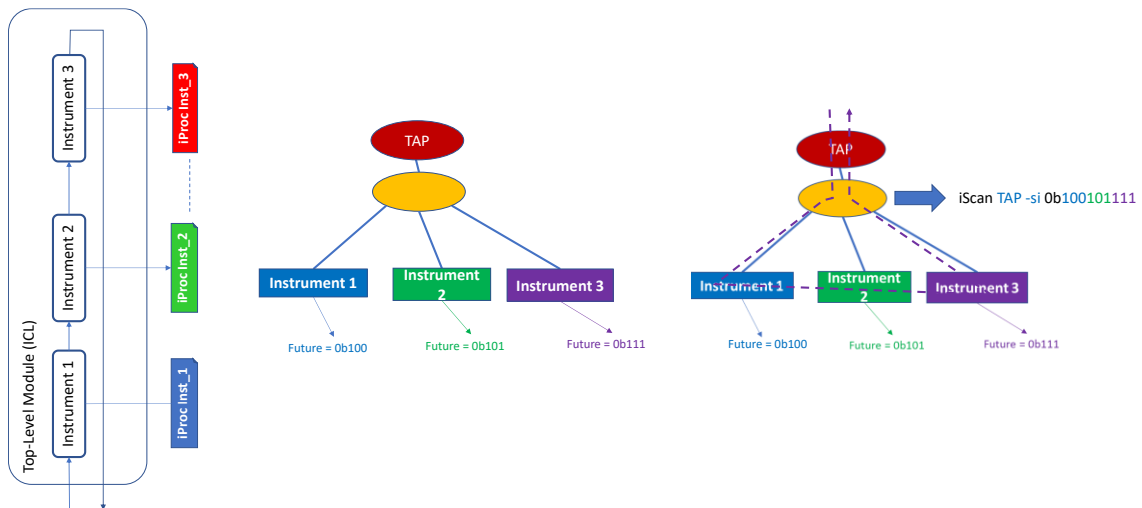 Top-Level Module (ICL)
Instrument 3
Instrument 2
Instrument 1
iProc Inst_3
iProc Inst_2
iProc Inst_1
TAP
Instrument 1
Instrument
2
Instrument 3
Future = 0b100
Future = 0b101
Future = 0b111
TAP
iScan TAP -si 0b100101111
Instrument 1
Instrument
2
Instrument 3
Future = 0b100
Future = 0b101
Future = 0b111